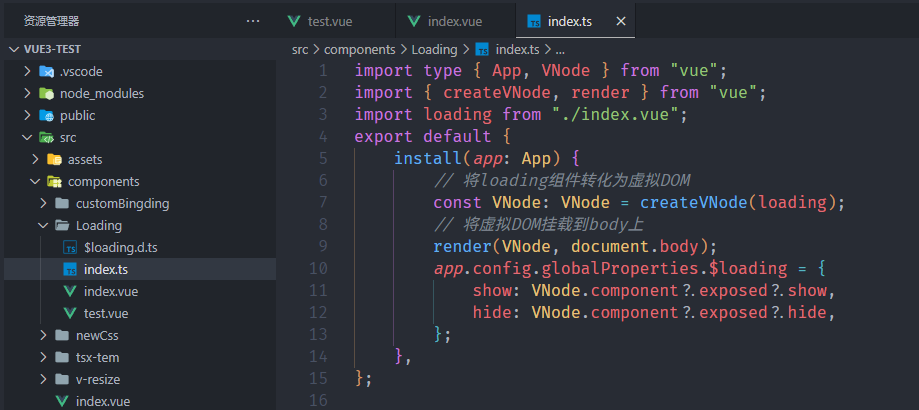 资源管理器 ...
VUE3-TEST
.vscode
node_modules
public
src
assets
components
customBingding
Loading
$loading.d.ts
index.ts
index.vue
test.vue
newCss
tsx-tem
v-resize
index.vue
test.vue index.vue index.ts ×
src > components > Loading > index.ts > ...
1 import type { App, VNode } from "vue";
2 import { createVNode, render } from "vue";
3 import loading from "./index.vue";
4 export default {
5 install(app: App) {
6 // 将loading组件转化为虚拟DOM
7 const VNode: VNode = createVNode(loading);
8 // 将虚拟DOM挂载到body上
9 render(VNode, document.body);
10 app.config.globalProperties.$loading = {
11 show: VNode.component?.exposed?.show,
12 hide: VNode.component?.exposed?.hide,
13 };
14 },
15 };
16